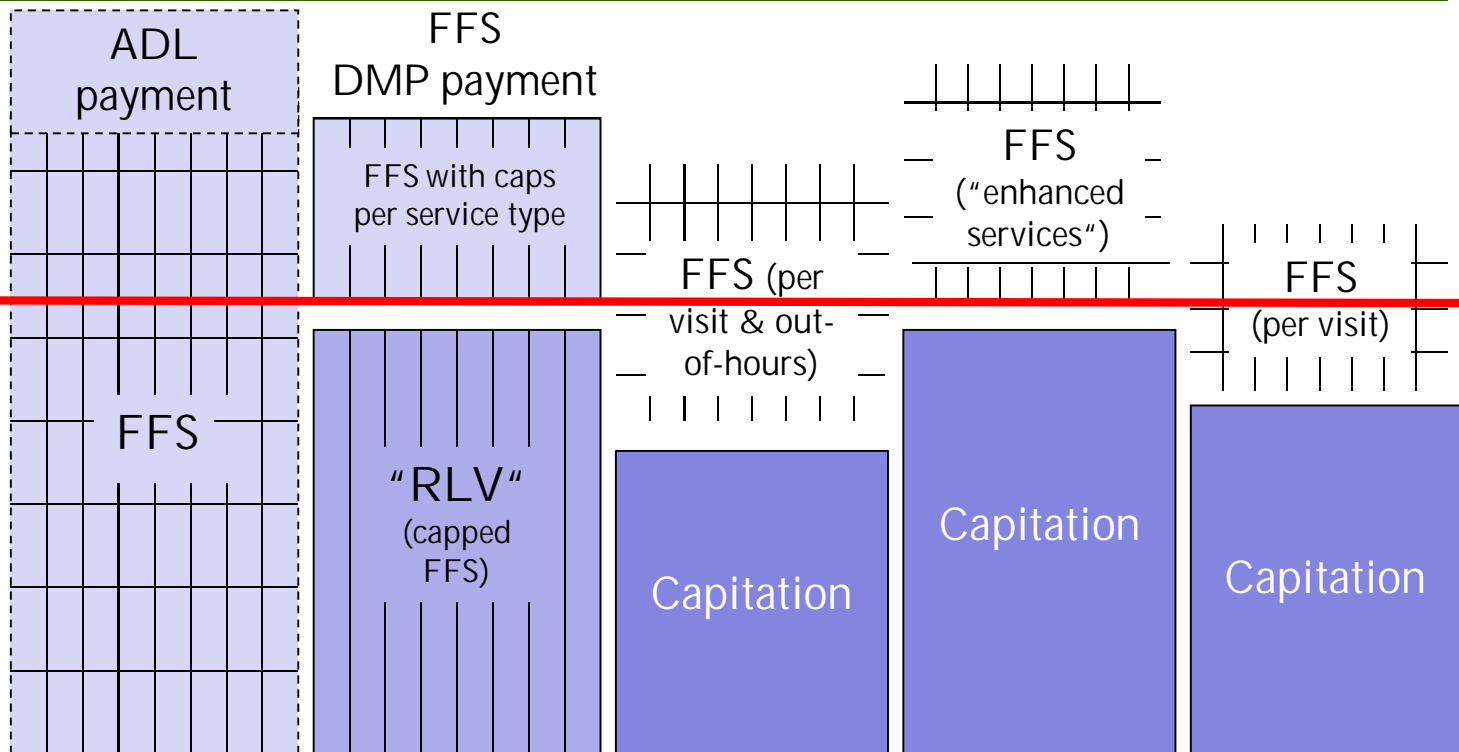 ADL
payment
FFS
FFS
DMP payment
FFS with caps
per service type
“RLV“
(capped
FFS)
FFS (per
visit & out-
of-hours)
Capitation
FFS
(“enhanced
services“)
Capitation
FFS
(per visit)
Capitation